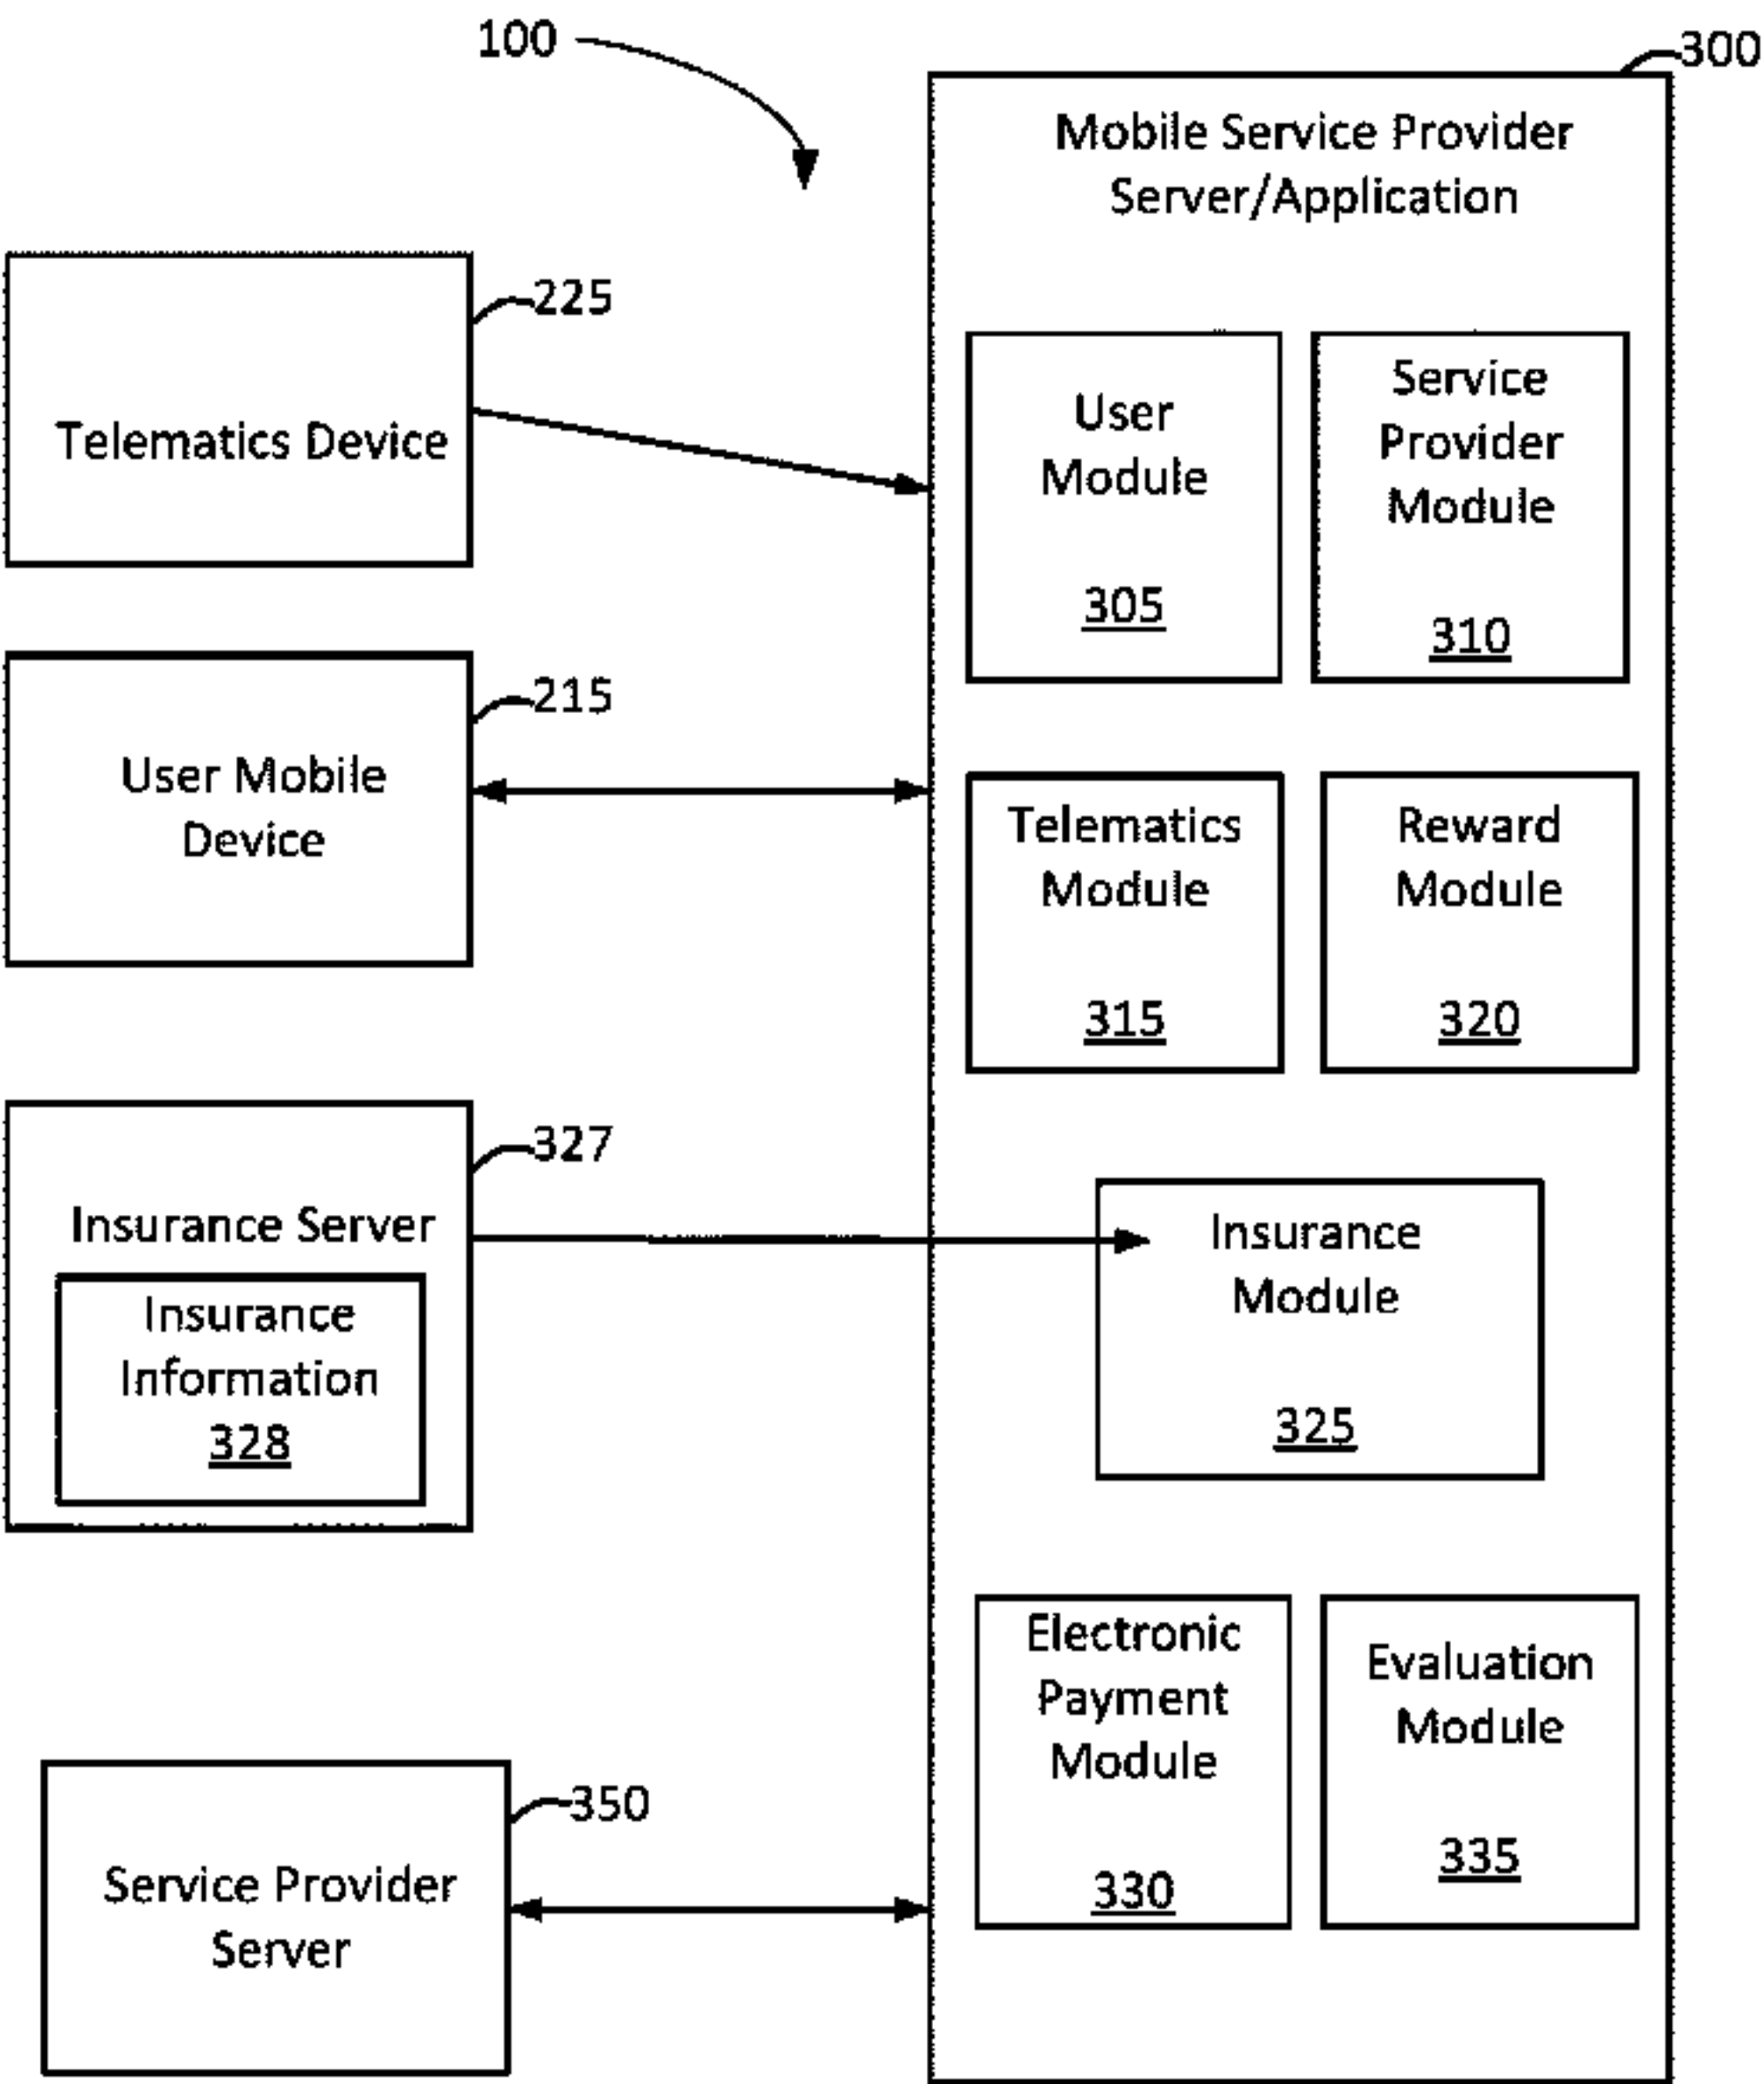 100
300
Mobile Service Provider
Server/Application
225
Telematics Device
User
Module
305
Service
Provider
Module
310
215
User Mobile
Device
Telematics
Module
315
Reward
Module
320
327
Insurance Server
Insurance
Information
328
Insurance
Module
325
Electronic
Payment
Module
330
Evaluation
Module
335
350
Service Provider
Server